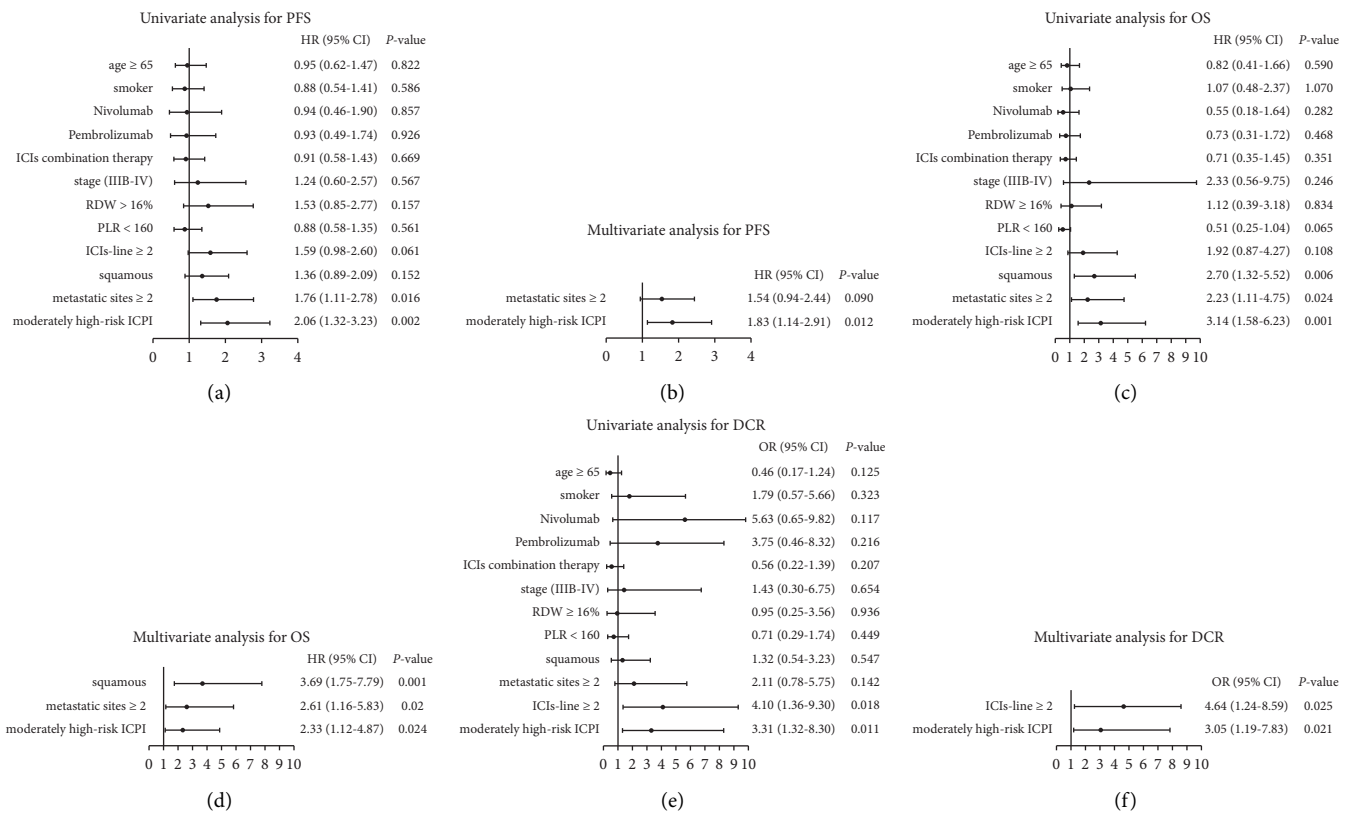 Univariate analysis for PFS
HR (95% CI) P-value
age ≥ 65 0.95 (0.62-1.47) 0.822
smoker 0.88 (0.54-1.41) 0.586
Nivolumab 0.94 (0.46-1.90) 0.857
Pembrolizumab 0.93 (0.49-1.74) 0.926
ICIs combination therapy 0.91 (0.58-1.43) 0.669
stage (IIIB-IV) 1.24 (0.60-2.57) 0.567
RDW > 16% 1.53 (0.85-2.77) 0.157
PLR < 160 0.88 (0.58-1.35) 0.561
ICIs-line ≥ 2 1.59 (0.98-2.60) 0.061
squamous 1.36 (0.89-2.09) 0.152
metastatic sites ≥ 2 1.76 (1.11-2.78) 0.016
moderately high-risk ICPI 2.06 (1.32-3.23) 0.002
0 1 2 3 4
(a)
Multivariate analysis for PFS
HR (95% CI) P-value
metastatic sites ≥ 2 1.54 (0.94-2.44) 0.090
moderately high-risk ICPI 1.83 (1.14-2.91) 0.012
0 1 2 3 4
(b)
Univariate analysis for OS
HR (95% CI) P-value
age ≥ 65 0.82 (0.41-1.66) 0.590
smoker 1.07 (0.48-2.37) 1.070
Nivolumab 0.55 (0.18-1.64) 0.282
Pembrolizumab 0.73 (0.31-1.72) 0.468
ICIs combination therapy 0.71 (0.35-1.45) 0.351
stage (IIIB-IV) 2.33 (0.56-9.75) 0.246
RDW ≥ 16% 1.12 (0.39-3.18) 0.834
PLR < 160 0.51 (0.25-1.04) 0.065
ICIs-line ≥ 2 1.92 (0.87-4.27) 0.108
squamous 2.70 (1.32-5.52) 0.006
metastatic sites ≥ 2 2.23 (1.11-4.75) 0.024
moderately high-risk ICPI 3.14 (1.58-6.23) 0.001
0 1 2 3 4 5 6 7 8 9 10
(c)
Multivariate analysis for OS
HR (95% CI) P-value
squamous 3.69 (1.75-7.79) 0.001
metastatic sites ≥ 2 2.61 (1.16-5.83) 0.02
moderately high-risk ICPI 2.33 (1.12-4.87) 0.024
0 1 2 3 4 5 6 7 8 9 10
(d)
Univariate analysis for DCR
OR (95% CI) P-value
age ≥ 65 0.46 (0.17-1.24) 0.125
smoker 1.79 (0.57-5.66) 0.323
Nivolumab 5.63 (0.65-9.82) 0.117
Pembrolizumab 3.75 (0.46-8.32) 0.216
ICIs combination therapy 0.56 (0.22-1.39) 0.207
stage (IIIB-IV) 1.43 (0.30-6.75) 0.654
RDW ≥ 16% 0.95 (0.25-3.56) 0.936
PLR < 160 0.71 (0.29-1.74) 0.449
squamous 1.32 (0.54-3.23) 0.547
metastatic sites ≥ 2 2.11 (0.78-5.75) 0.142
ICIs-line ≥ 2 4.10 (1.36-9.30) 0.018
moderately high-risk ICPI 3.31 (1.32-8.30) 0.011
0 1 2 3 4 5 6 7 8 9 10
(e)
Multivariate analysis for DCR
OR (95% CI) P-value
ICIs-line ≥ 2 4.64 (1.24-8.59) 0.025
moderately high-risk ICPI 3.05 (1.19-7.83) 0.021
0 1 2 3 4 5 6 7 8 9 10
(f)